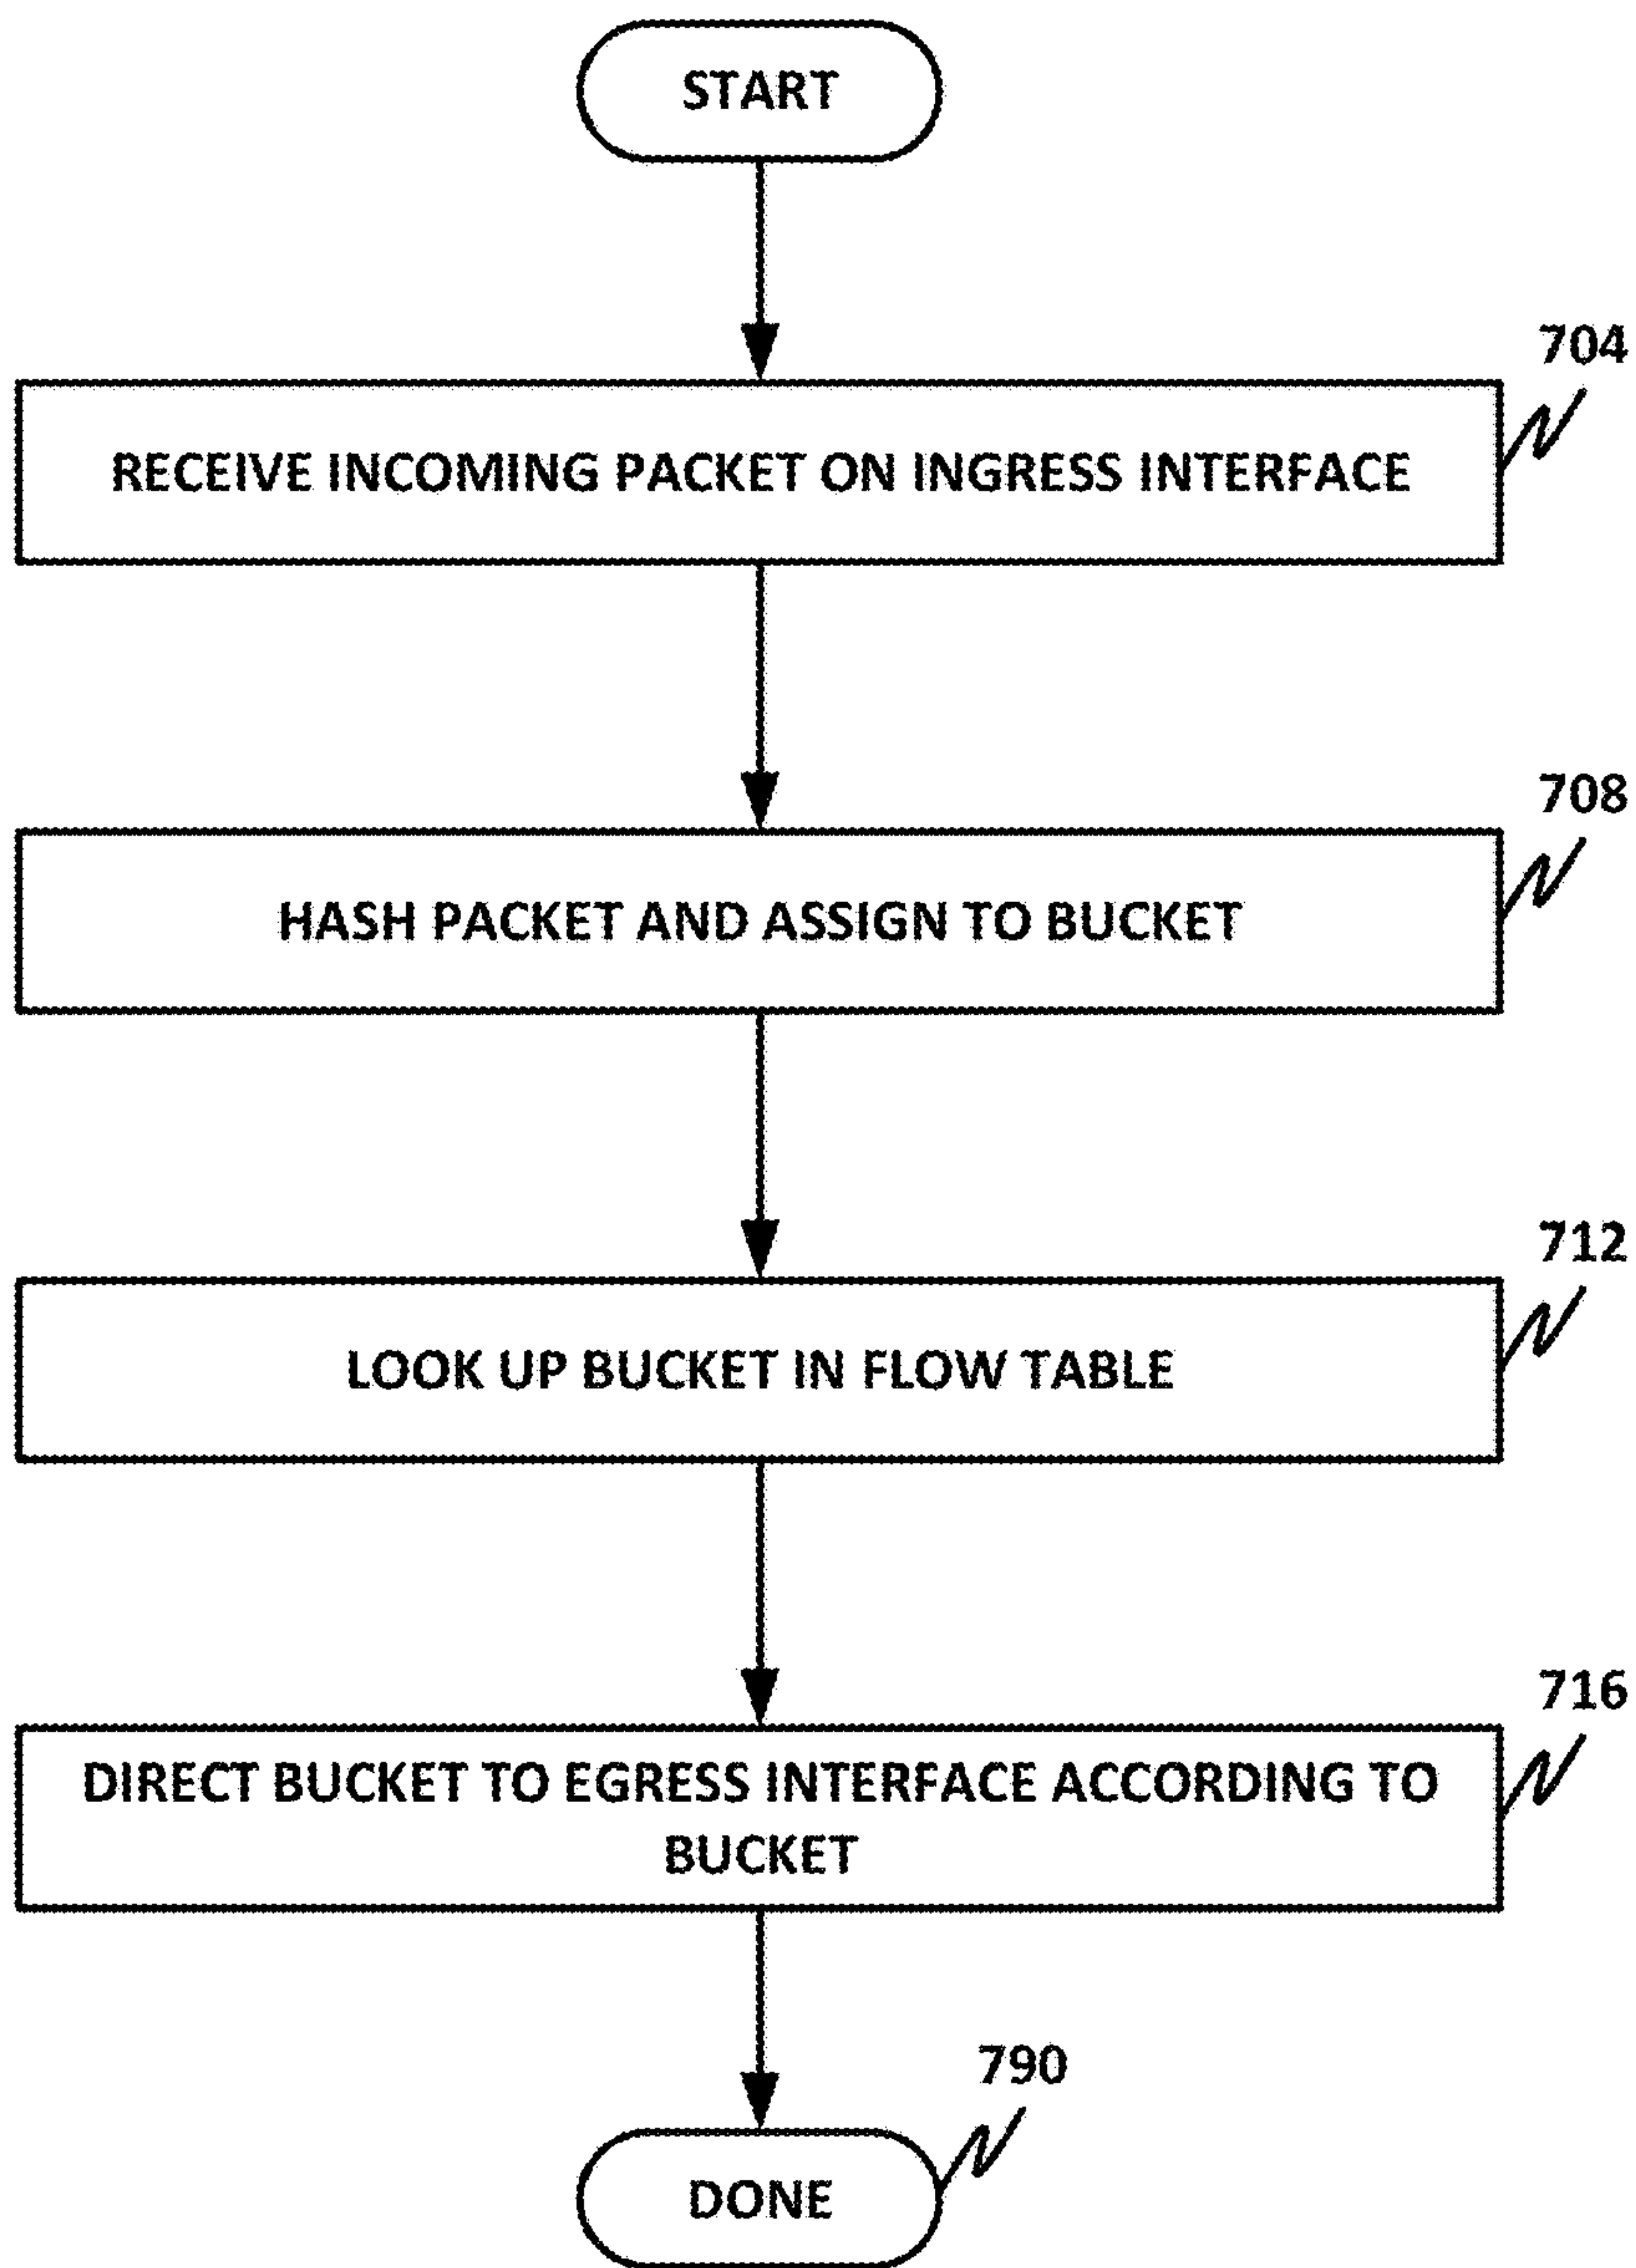 START
704
RECEIVE INCOMING PACKET ON INGRESS INTERFACE
708
HASH PACKET AND ASSIGN TO BUCKET
712
LOOK UP BUCKET IN FLOW TABLE
716
DIRECT BUCKET TO EGRESS INTERFACE ACCORDING TO
BUCKET
790
DONE